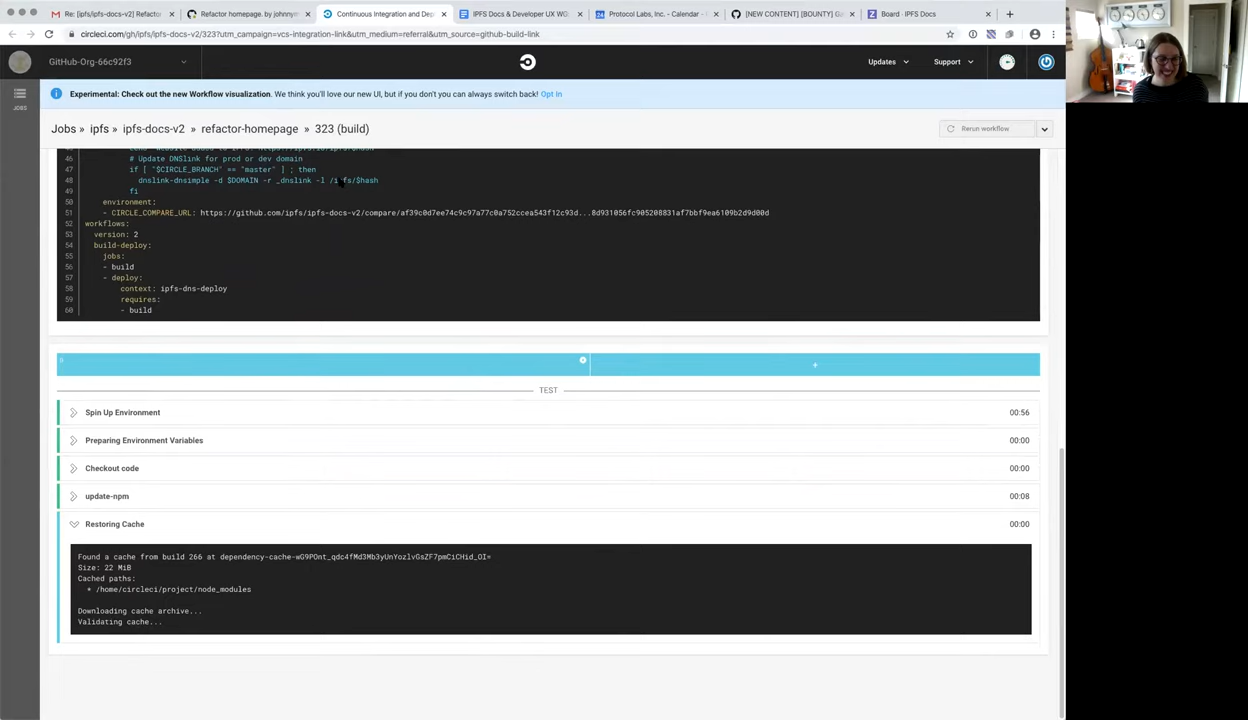 Re: [ipfs/ipfs-docs-v2] Refactor
Refactor homepage. by johnnym
Continuous Integration and Dep
IPFS Docs & Developer UX WG
Protocol Labs, Inc. - Calendar -
[NEW CONTENT] [BOUNTY] G
Board - IPFS Docs
circleci.com/gh/ipfs/ipfs-docs-v2/323?utm_campaign=vcs-integration-link&utm_medium=referral&utm_source=github-build-link
GitHub-Org-66c92f3
Updates
Support
JOBS
Experimental: Check out the new Workflow visualization. We think you'll love our new UI, but if you don't you can always switch back! Opt in
Jobs » ipfs » ipfs-docs-v2 » refactor-homepage » 323 (build)
Rerun workflow
46 # Update DNSlink for prod or dev domain
47 if [ "$CIRCLE_BRANCH" == "master" ] ; then
48 dnslink-dnsimple -d $DOMAIN -r _dnslink -l /ipfs/$hash
49 fi
50 environment:
51 - CIRCLE_COMPARE_URL: https://github.com/ipfs/ipfs-docs-v2/compare/af39c0d7ee74c9c97a77c0a752ccea543f12c93d...8d931056fc905208831af7bbf9ea6109b2d9d00d
52 workflows:
53 version: 2
54 build-deploy:
55 jobs:
56 - build
57 - deploy:
58 context: ipfs-dns-deploy
59 requires:
60 - build
TEST
Spin Up Environment 00:56
Preparing Environment Variables 00:00
Checkout code 00:00
update-npm 00:08
Restoring Cache 00:00
Found a cache from build 266 at dependency-cache-wG9POnt_qdc4fMd3Mb3yUnYozlvGsZF7pmCiCHid_OI=
Size: 22 MiB
Cached paths:
* /home/circleci/project/node_modules
Downloading cache archive...
Validating cache...